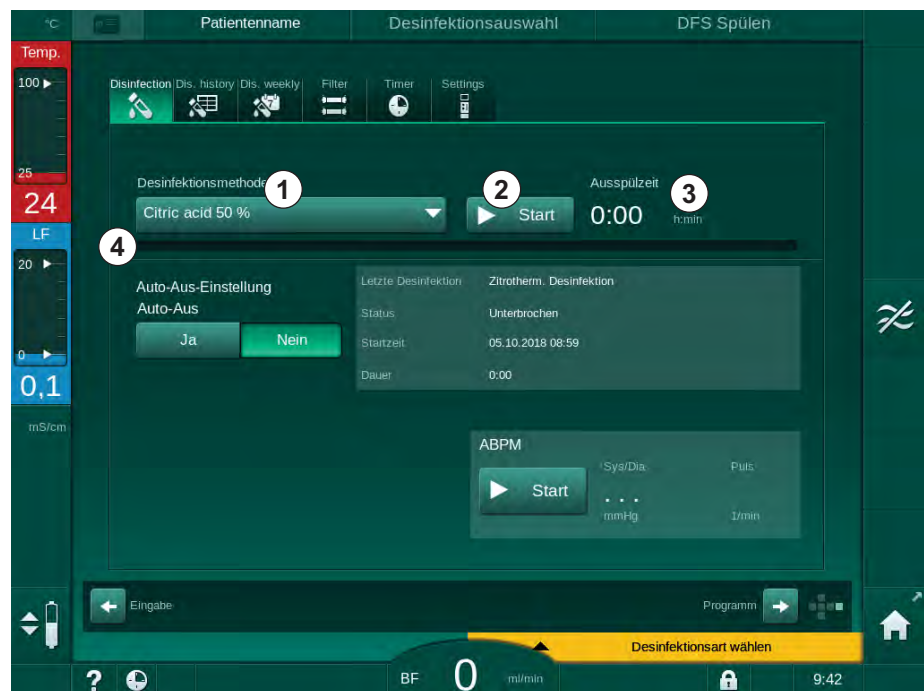 °C Patientenname Desinfektionsauswahl DFS Spülen
Temp.
100
25
24
LF
20
0
0,1
mS/cm
Disinfection Dis. history Dis. weekly Filter Timer Settings
Desinfektionsmethode 1 2 Ausspülzeit 3
Citric acid 50 % Start 0:00 h:min
4
Auto-Aus-Einstellung
Auto-Aus
Ja Nein
Letzte Desinfektion Zitrotherm. Desinfektion
Status Unterbrochen
Startzeit 05.10.2018 08:59
Dauer 0:00
ABPM
Start
Sys/Dia Puls
. . .
mmHg 1/min
Eingabe Programm
Desinfektionsart wählen
? BF 0 ml/min 9:42